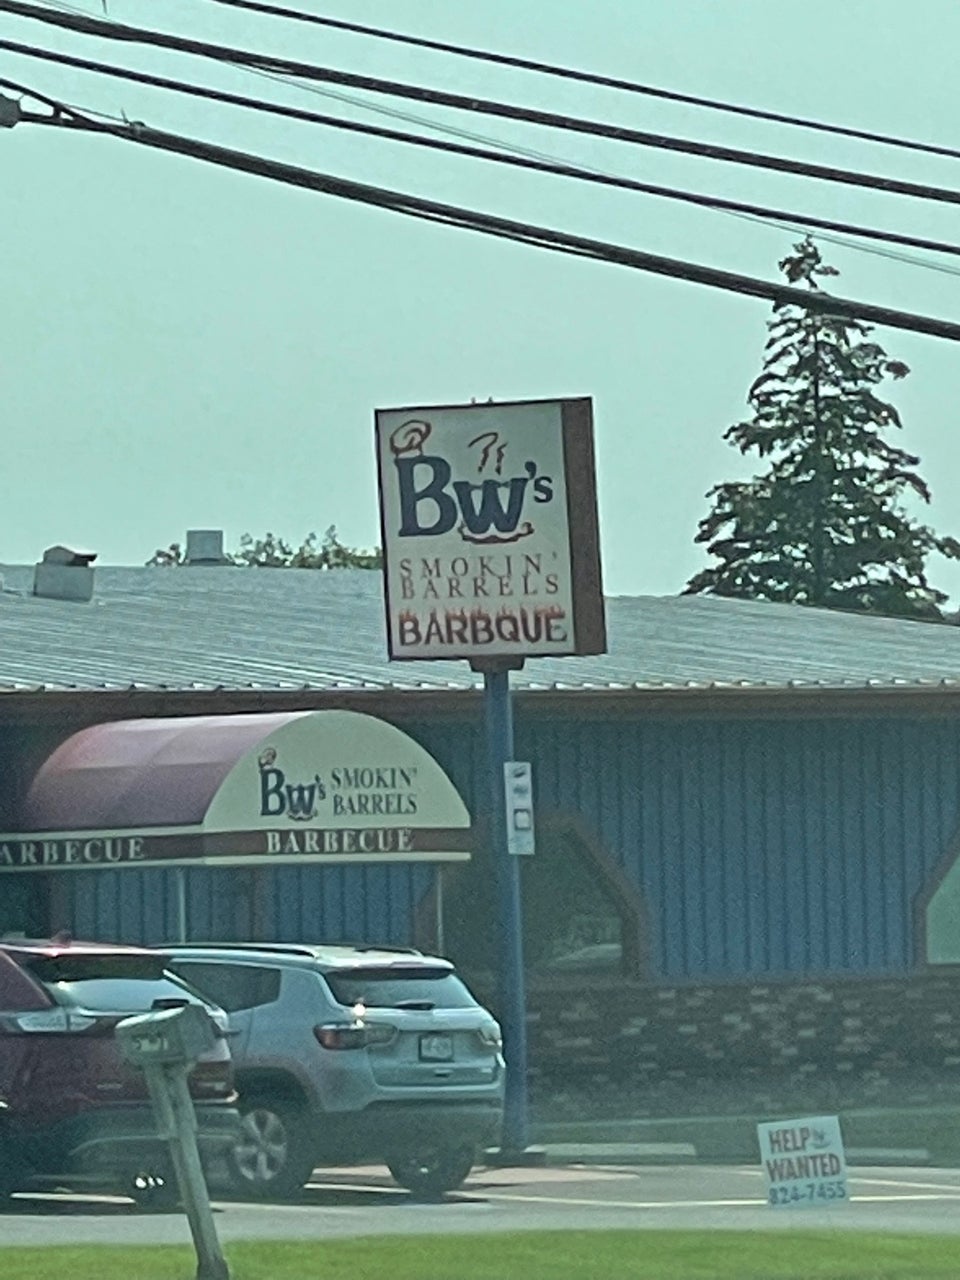 BW's
SMOKIN'
BARRELS
BARBQUE
BW's SMOKIN'
BARRELS
ARBECUE
BARBECUE
HELP
WANTED
824-7455